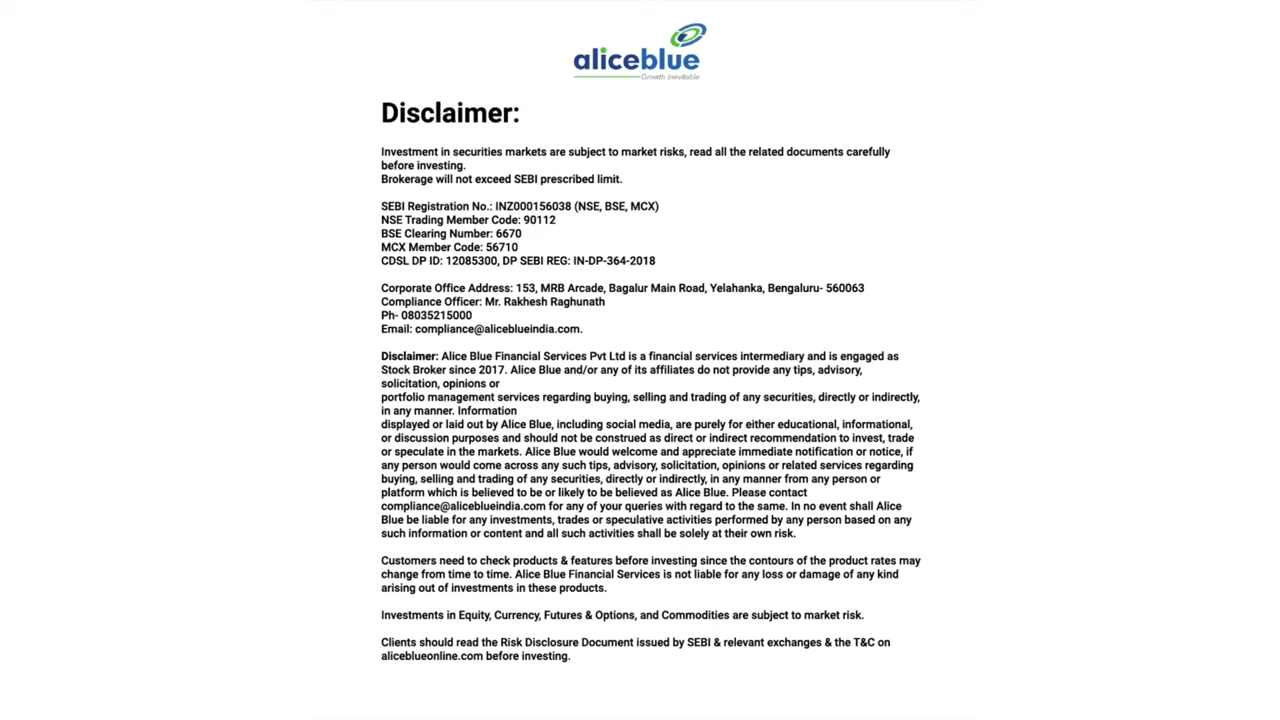 aliceblue
Growth Inevitable
Disclaimer:
Investment in securities markets are subject to market risks, read all the related documents carefully
before investing.
Brokerage will not exceed SEBI prescribed limit.
SEBI Registration No.: INZ000156038 (NSE, BSE, MCX)
NSE Trading Member Code: 90112
BSE Clearing Number: 6670
MCX Member Code: 56710
CDSL DP ID: 12085300, DP SEBI REG: IN-DP-364-2018
Corporate Office Address: 153, MRB Arcade, Bagalur Main Road, Yelahanka, Bengaluru- 560063
Compliance Officer: Mr. Rakhesh Raghunath
Ph- 08035215000
Email: compliance@aliceblueindia.com.
Disclaimer: Alice Blue Financial Services Pvt Ltd is a financial services intermediary and is engaged as
Stock Broker since 2017. Alice Blue and/or any of its affiliates do not provide any tips, advisory,
solicitation, opinions or
portfolio management services regarding buying, selling and trading of any securities, directly or indirectly,
in any manner. Information
displayed or laid out by Alice Blue, including social media, are purely for either educational, informational,
or discussion purposes and should not be construed as direct or indirect recommendation to invest, trade
or speculate in the markets. Alice Blue would welcome and appreciate immediate notification or notice, if
any person would come across any such tips, advisory, solicitation, opinions or related services regarding
buying, selling and trading of any securities, directly or indirectly, in any manner from any person or
platform which is believed to be or likely to be believed as Alice Blue. Please contact
compliance@aliceblueindia.com for any of your queries with regard to the same. In no event shall Alice
Blue be liable for any investments, trades or speculative activities performed by any person based on any
such information or content and all such activities shall be solely at their own risk.
Customers need to check products & features before investing since the contours of the product rates may
change from time to time. Alice Blue Financial Services is not liable for any loss or damage of any kind
arising out of investments in these products.
Investments in Equity, Currency, Futures & Options, and Commodities are subject to market risk.
Clients should read the Risk Disclosure Document issued by SEBI & relevant exchanges & the T&C on
aliceblueonline.com before investing.